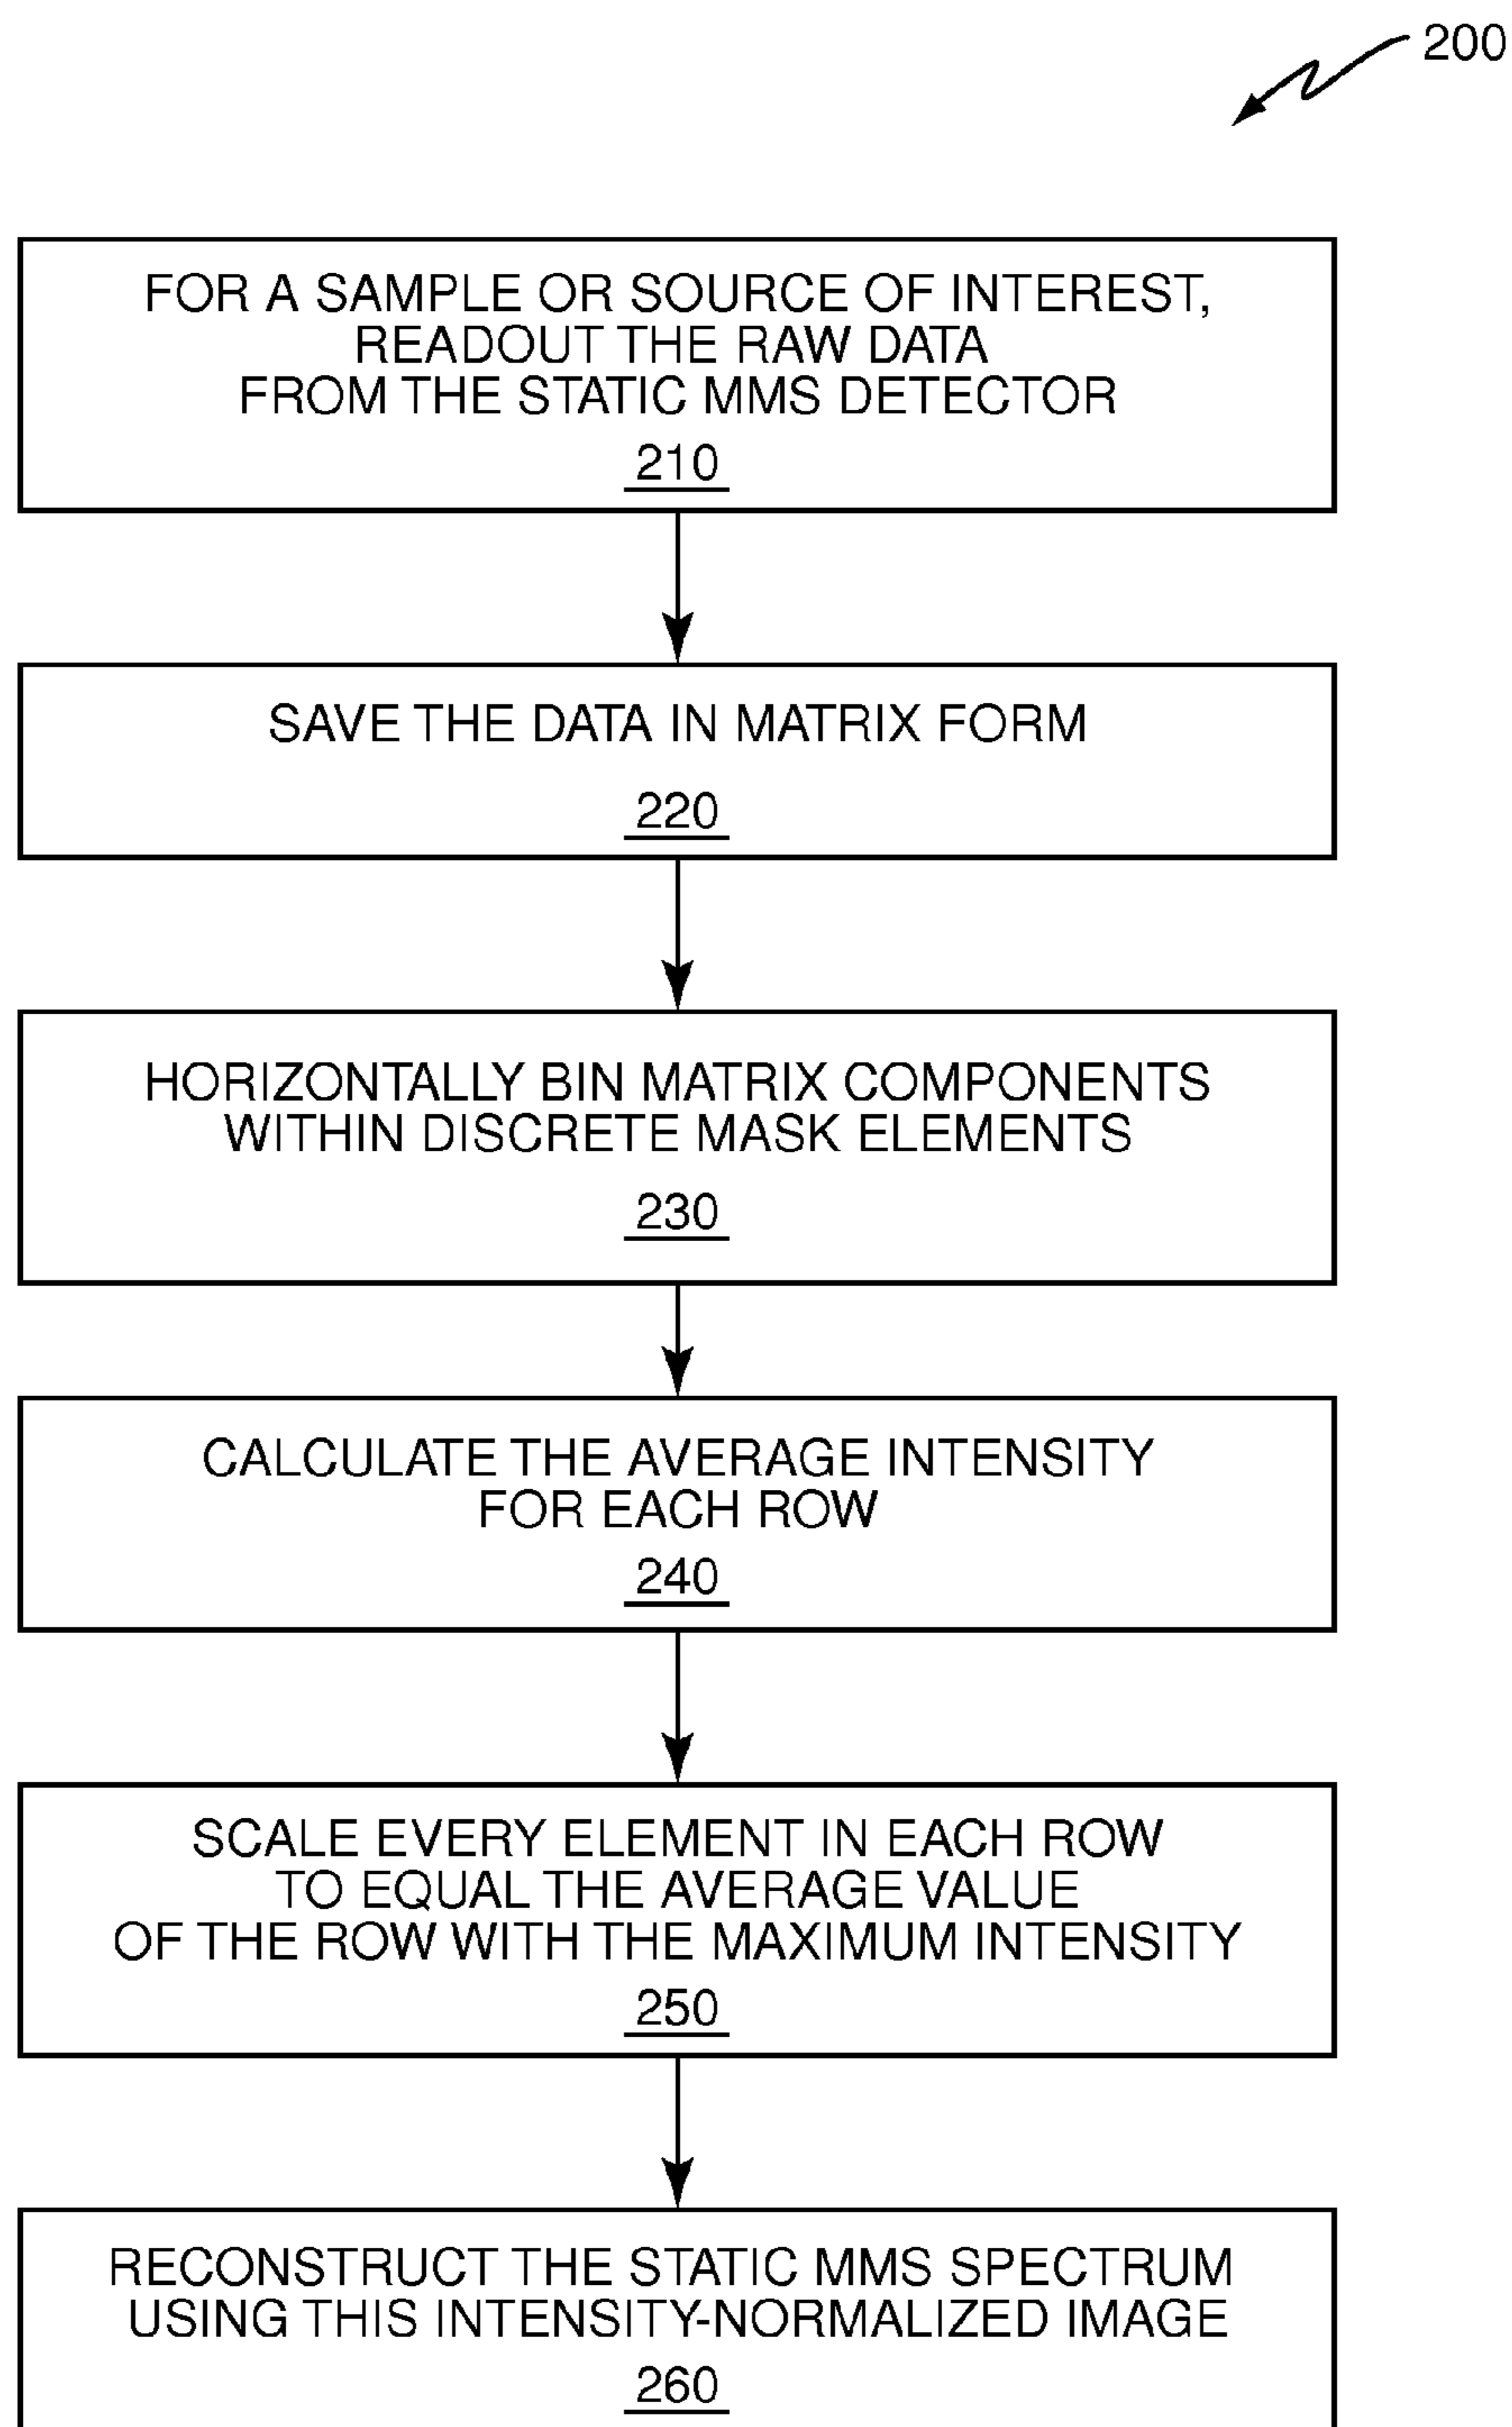 200
FOR A SAMPLE OR SOURCE OF INTEREST,
READOUT THE RAW DATA
FROM THE STATIC MMS DETECTOR
210
SAVE THE DATA IN MATRIX FORM
220
HORIZONTALLY BIN MATRIX COMPONENTS
WITHIN DISCRETE MASK ELEMENTS
230
CALCULATE THE AVERAGE INTENSITY
FOR EACH ROW
240
SCALE EVERY ELEMENT IN EACH ROW
TO EQUAL THE AVERAGE VALUE
OF THE ROW WITH THE MAXIMUM INTENSITY
250
RECONSTRUCT THE STATIC MMS SPECTRUM
USING THIS INTENSITY-NORMALIZED IMAGE
260